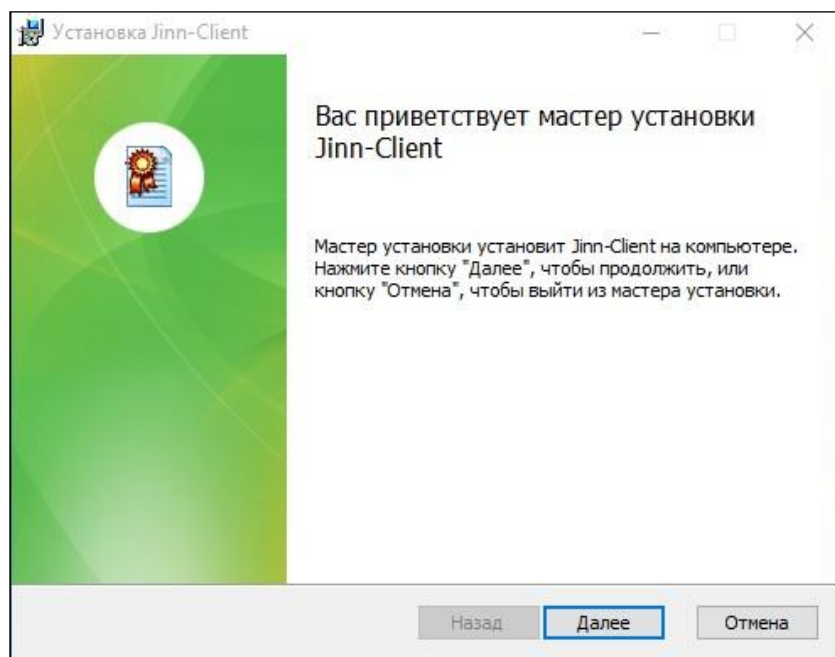 Установка Jinn-Client
Вас приветствует мастер установки
Jinn-Client
Мастер установки установит Jinn-Client на компьютере.
Нажмите кнопку "Далее", чтобы продолжить, или
кнопку "Отмена", чтобы выйти из мастера установки.
Назад Далее Отмена